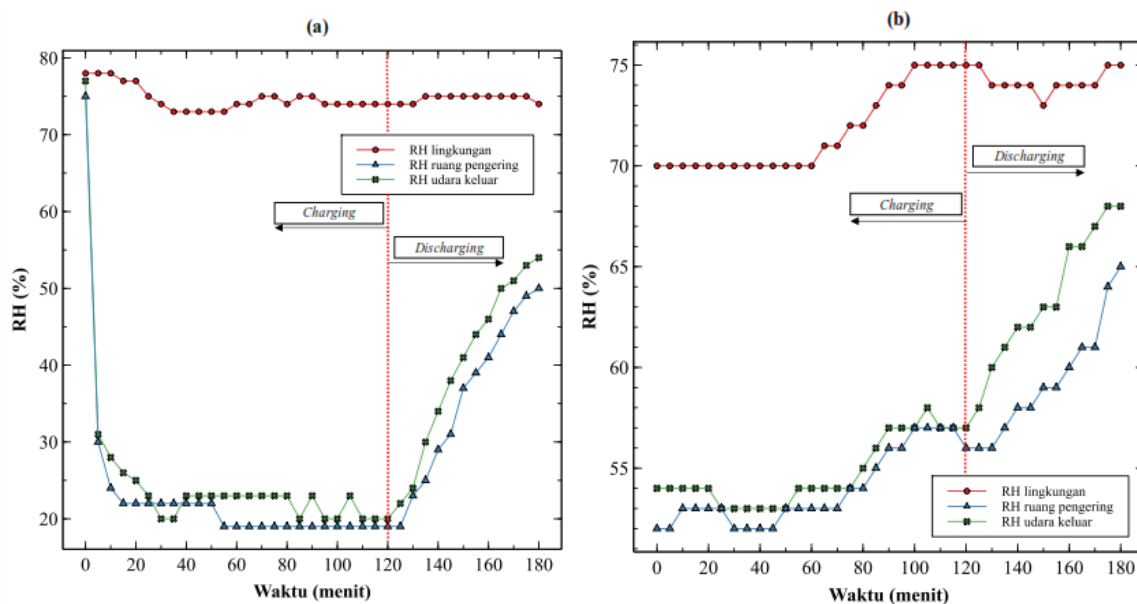 (a)
80
70
60
50
40
30
20
RH (%)
RH lingkungan
RH ruang pengering
RH udara keluar
Charging
Discharging
0 20 40 60 80 100 120 140 160 180
Waktu (menit)
(b)
75
70
65
60
55
RH (%)
Discharging
Charging
RH lingkungan
RH ruang pengering
RH udara keluar
0 20 40 60 80 100 120 140 160 180
Waktu (menit)